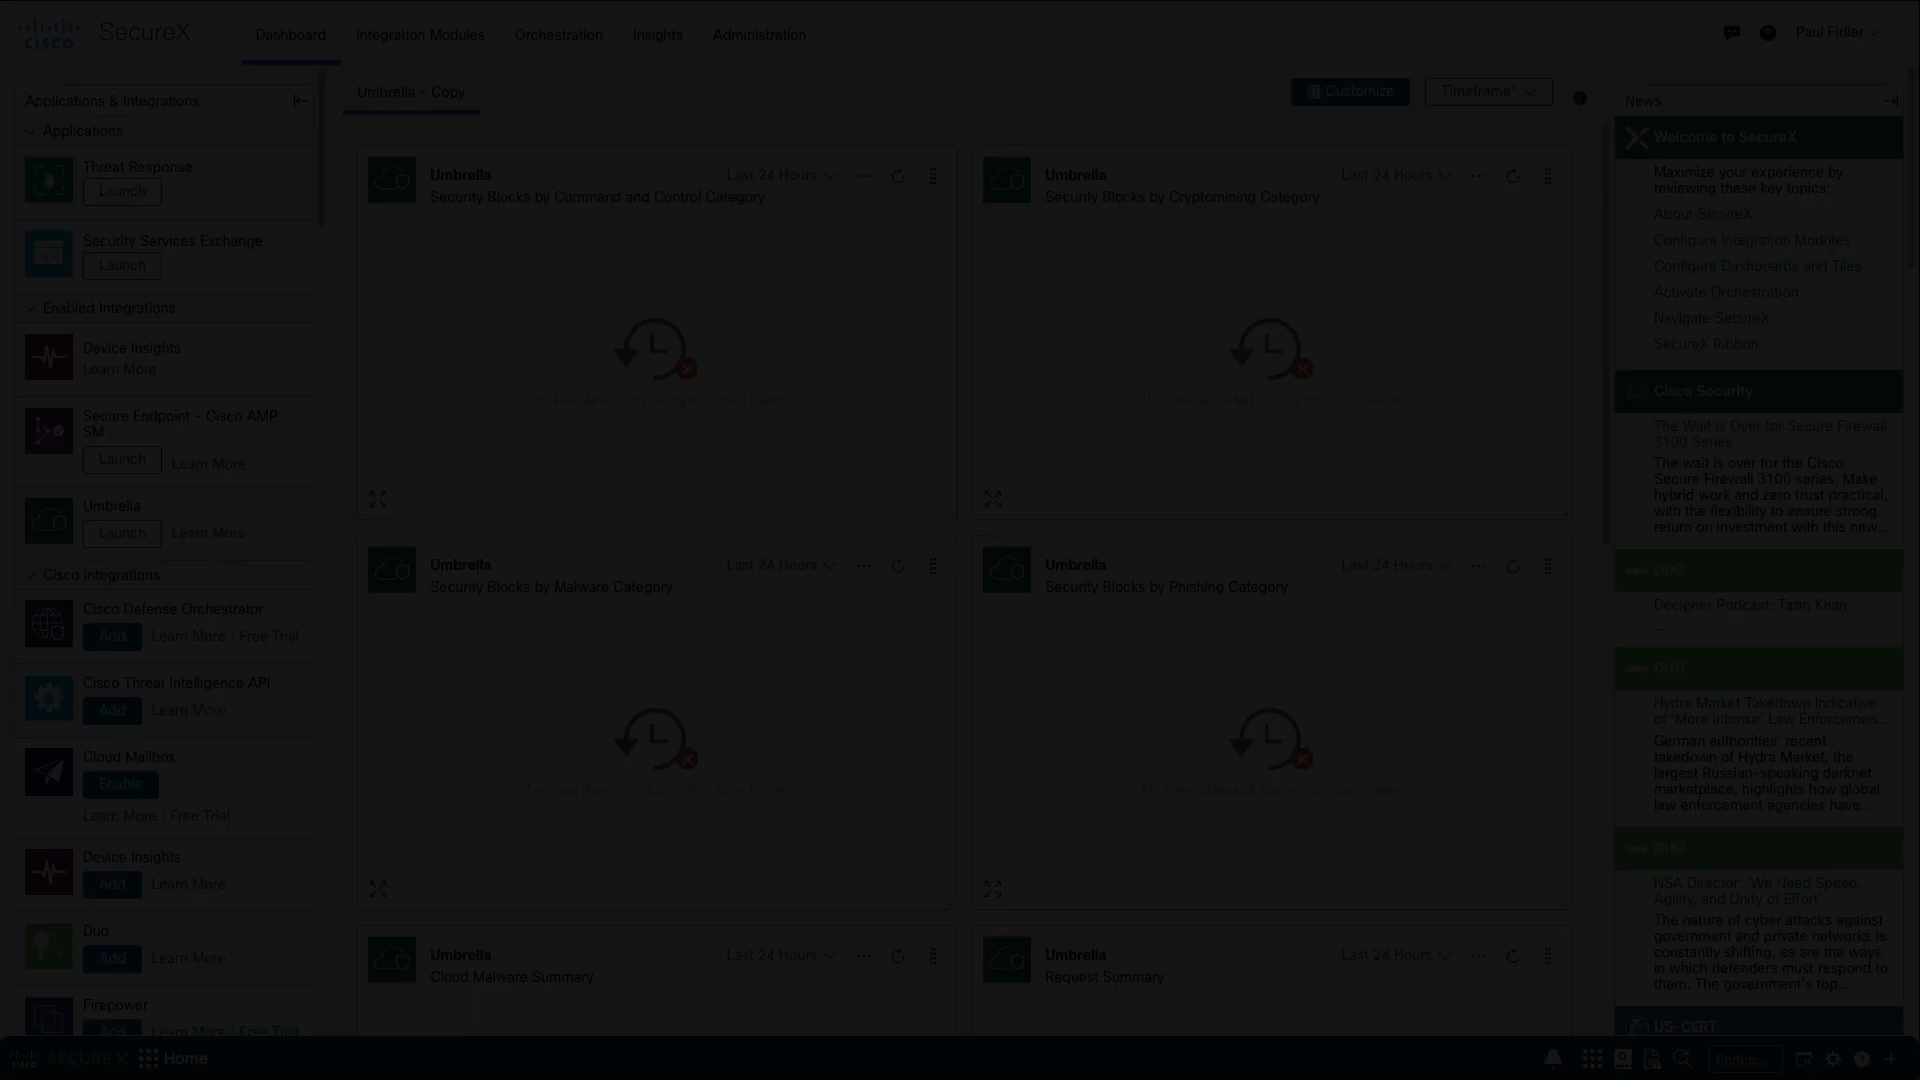 CISCO
SecureX
Dashboard
Integration Modules
Orchestration
Insights
Administration
Paul Fidler
Applications & Integrations
Applications
Threat Response
Launch
Security Services Exchange
Launch
Enabled Integrations
Device Insights
Learn More
Secure Endpoint - Cisco AMP
SM
Launch
Learn More
Umbrella
Launch
Learn More
Cisco Integrations
Cisco Defense Orchestrator
Add
Learn More | Free Trial
Cisco Threat Intelligence API
Add
Learn More
Cloud Mailbox
Enable
Learn More | Free Trial
Device Insights
Add
Learn More
Duo
Add
Learn More
Firepower
Add
Learn More | Free Trial
Umbrella - Copy
Customize
Timeframe
Umbrella
Last 24 Hours
Security Blocks by Command and Control Category
Umbrella
Last 24 Hours
Security Blocks by Cryptomining Category
Umbrella
Last 24 Hours
Security Blocks by Malware Category
Umbrella
Last 24 Hours
Security Blocks by Phishing Category
Umbrella
Last 24 Hours
Cloud Malware Summary
Umbrella
Last 24 Hours
Request Summary
News
Welcome to SecureX
Maximize your experience by
reviewing these key topics:
About SecureX
Configure Integration Modules
Configure Dashboards and Tiles
Activate Orchestration
Navigate SecureX
SecureX Ribbon
Cisco Security
The Wait is Over for Secure Firewall
3100 Series
The wait is over for the Cisco
Secure Firewall 3100 series. Make
hybrid work and zero trust practical,
with the flexibility to ensure strong
return on investment with this new...
DUO
Decipher Podcast: Tazin Khan
...
DUO
Hydra Market Takedown Indicative
of 'More Intense' Law Enforcemen...
German authorities' recent
takedown of Hydra Market, the
largest Russian-speaking darknet
marketplace, highlights how global
law enforcement agencies have...
DUO
NSA Director: 'We Need Speed,
Agility, and Unity of Effort'
The nature of cyber attacks against
government and private networks is
constantly shifting, as are the ways
in which defenders must respond to
them. The government's top...
US-CERT
CISCO
SECURE X
Home
Enrich...